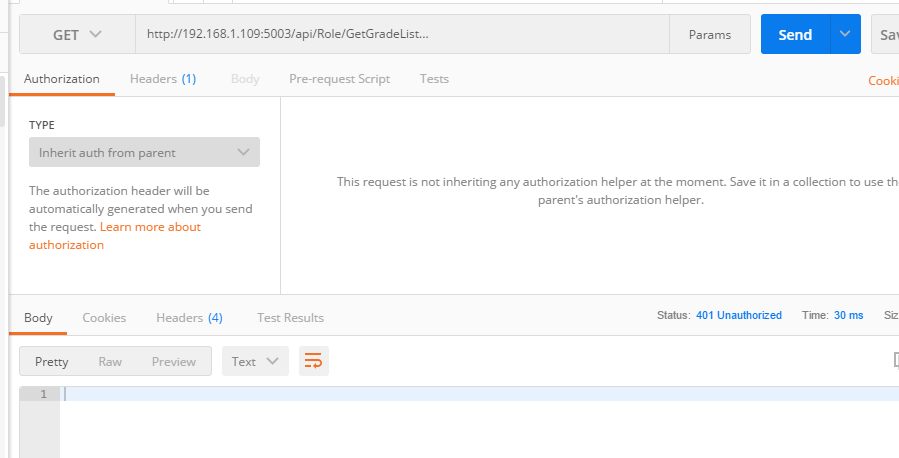 GET http://192.168.1.109:5003/api/Role/GetGradeList... Params Send
Authorization Headers (1) Body Pre-request Script Tests
TYPE
Inherit auth from parent
The authorization header will be
automatically generated when you send
the request. Learn more about
authorization
This request is not inheriting any authorization helper at the moment. Save it in a collection to use
parent's authorization helper.
Body Cookies Headers (4) Test Results Status: 401 Unauthorized Time: 30 ms
Pretty Raw Preview Text
1